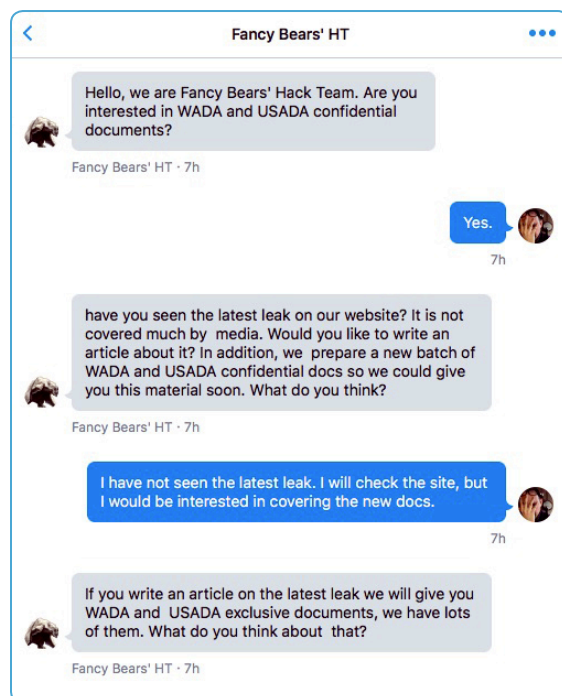 Fancy Bears' HT
Hello, we are Fancy Bears' Hack Team. Are you
interested in WADA and USADA confidential
documents?
Fancy Bears' HT · 7h
Yes.
7h
have you seen the latest leak on our website? It is not
covered much by  media. Would you like to write an
article about it? In addition, we  prepare a new batch of
WADA and USADA confidential docs so we could give
you this material soon. What do you think?
Fancy Bears' HT · 7h
I have not seen the latest leak. I will check the site, but
I would be interested in covering the new docs.
7h
If you write an article on the latest leak we will give you
WADA and  USADA exclusive documents, we have lots
of them. What do you think about  that?
Fancy Bears' HT · 7h